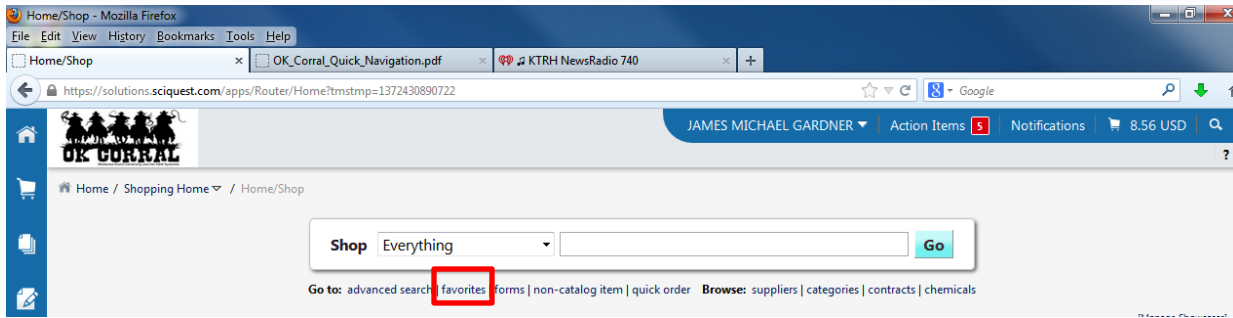 Home/Shop - Mozilla Firefox
File Edit View History Bookmarks Tools Help
Home/Shop × OK_Corral_Quick_Navigation.pdf × KTRH NewsRadio 740 × +
https://solutions.sciquest.com/apps/Router/Home?tmstmp=1372430890722 Google
OK CORRAL JAMES MICHAEL GARDNER Action Items 5 Notifications 8.56 USD
?
Home / Shopping Home / Home/Shop
Shop Everything Go
Go to: advanced search | favorites | forms | non-catalog item | quick order Browse: suppliers | categories | contracts | chemicals